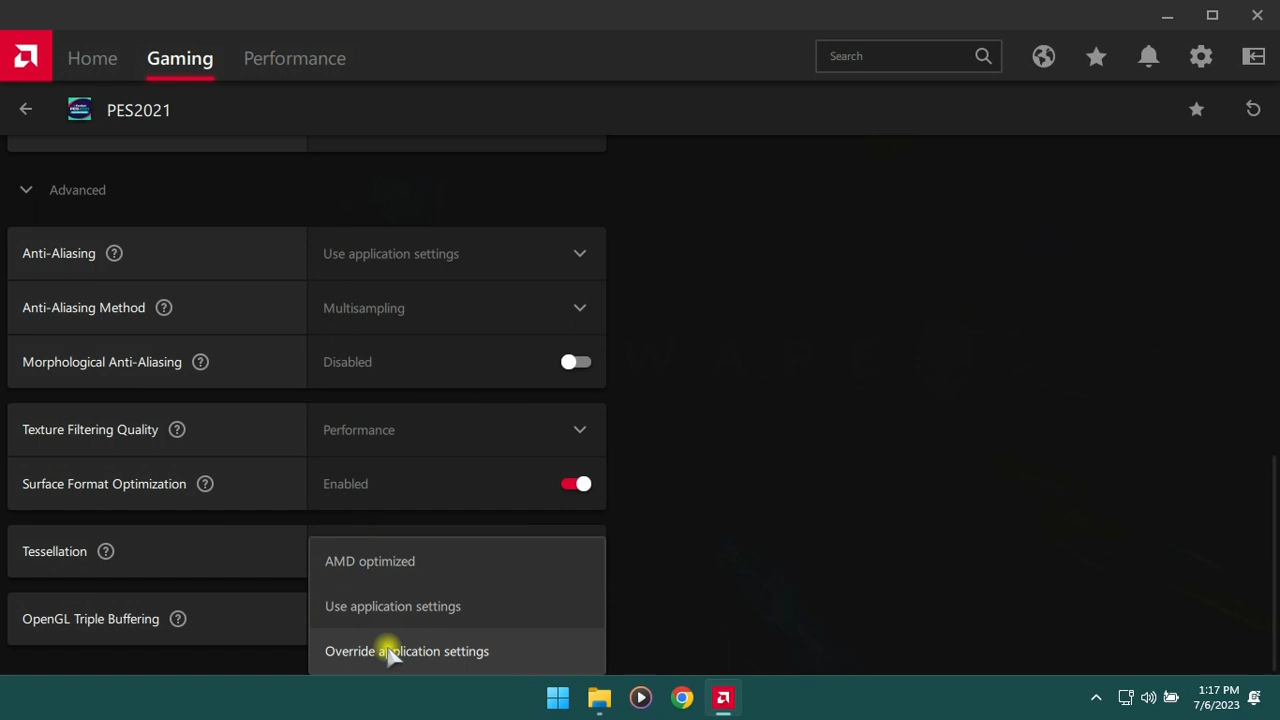 Home Gaming Performance Search
PES2021
Advanced
Anti-Aliasing ? Use application settings
Anti-Aliasing Method ? Multisampling
Morphological Anti-Aliasing ? Disabled
Texture Filtering Quality ? Performance
Surface Format Optimization ? Enabled
Tessellation ?
AMD optimized
Use application settings
OpenGL Triple Buffering ?
Override application settings
1:17 PM
7/6/2023